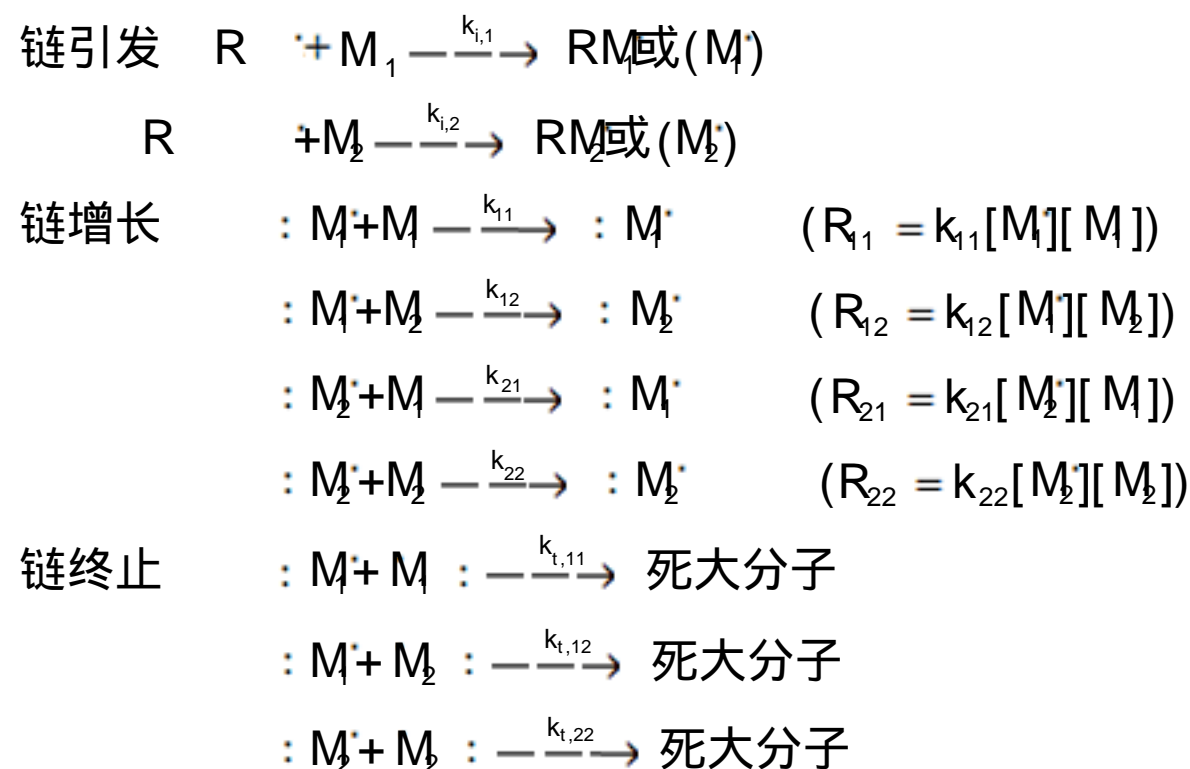 链引发 R ·+ M₁ —k_{i,1}→ RM₁·或(M₁·)
R ·+M₂ —k_{i,2}→ RM₂·或(M₂·)
链增长 : M₁·+M₁ —k₁₁→ : M₁· (R₁₁ = k₁₁[M₁·][M₁])
: M₁·+M₂ —k₁₂→ : M₂· (R₁₂ = k₁₂[M₁·][M₂])
: M₂·+M₁ —k₂₁→ : M₁· (R₂₁ = k₂₁[M₂·][M₁])
: M₂·+M₂ —k₂₂→ : M₂· (R₂₂ = k₂₂[M₂·][M₂])
链终止 : M₁·+ M₁ : —k_{t,11}→ 死大分子
: M₁·+ M₂ : —k_{t,12}→ 死大分子
: M₂·+ M₂ : —k_{t,22}→ 死大分子